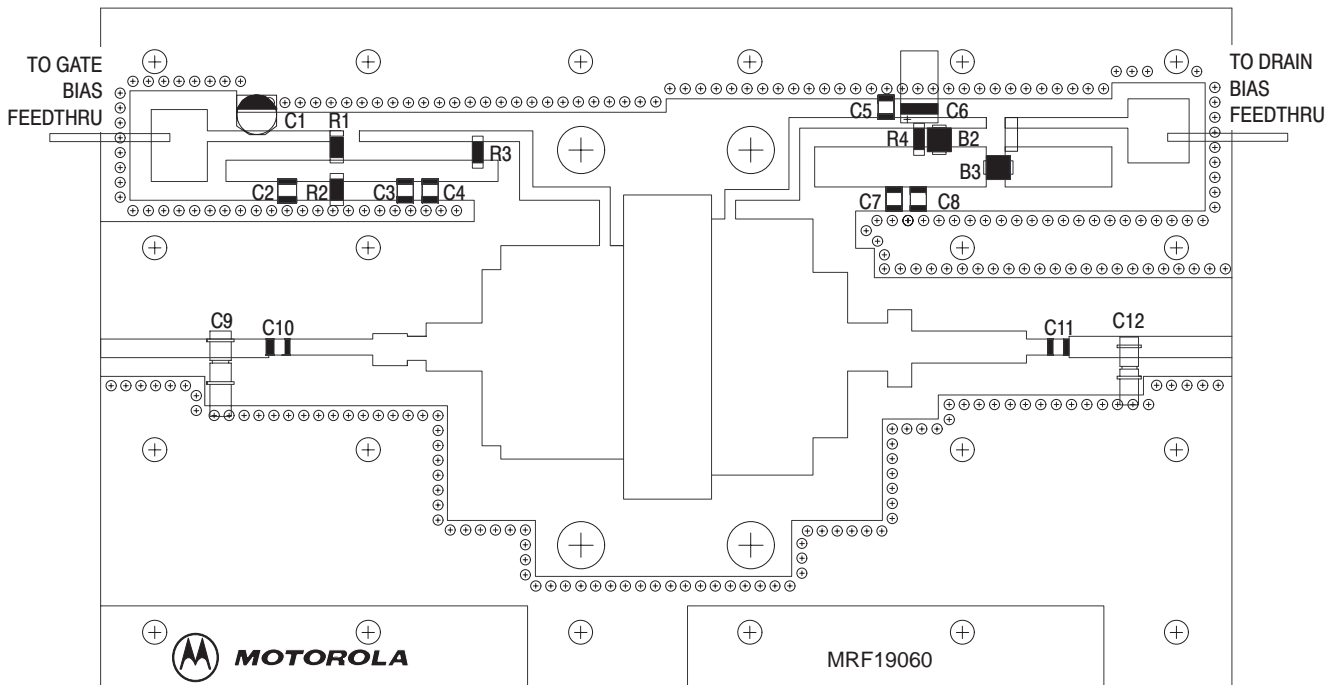 TO GATE
BIAS
FEEDTHRU
TO DRAIN
BIAS
FEEDTHRU
C1
R1
R3
C5
C6
R4
B2
B3
C2
R2
C3
C4
C7
C8
C9
C10
C11
C12
MOTOROLA
MRF19060